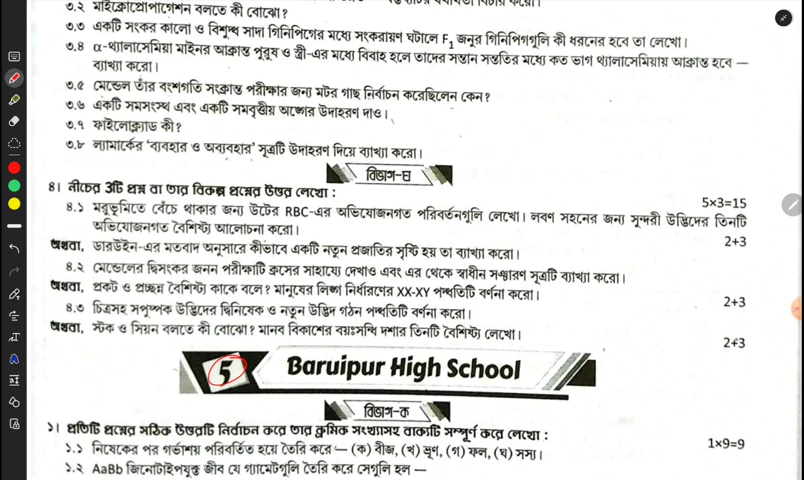 ৩.২ মাইক্রোপ্রোপাগেশন বলতে কী বোঝো?
৩.৩ একটি সংকর কালো ও বিশুদ্ধ সাদা গিনিপিগের মধ্যে সংকরায়ণ ঘটালে F₁ জনুর গিনিপিগগুলি কী ধরনের হবে তা লেখো।
৩.৪ α-থ্যালাসেমিয়া মাইনর আক্রান্ত পুরুষ ও স্ত্রী-এর মধ্যে বিবাহ হলে তাদের সন্তান সন্ততির মধ্যে কত ভাগ থ্যালাসেমিয়ায় আক্রান্ত হবে —
ব্যাখ্যা করো।
৩.৫ মেন্ডেল তাঁর বংশগতি সংক্রান্ত পরীক্ষার জন্য মটর গাছ নির্বাচন করেছিলেন কেন?
৩.৬ একটি সমসংস্থ এবং একটি সমবৃত্তীয় অঙ্গের উদাহরণ দাও।
৩.৭ ফাইলোক্ল্যাড কী?
৩.৮ ল্যামার্কের ‘ব্যবহার ও অব্যবহার’ সূত্রটি উদাহরণ দিয়ে ব্যাখ্যা করো।
বিভাগ-ঘ
৪। নীচের 3টি প্রশ্ন বা তার বিকল্প প্রশ্নের উত্তর লেখো : 5×3=15
৪.১ মরুভূমিতে বেঁচে থাকার জন্য উটের RBC-এর অভিযোজনগত পরিবর্তনগুলি লেখো। লবণ সহনের জন্য সুন্দরী উদ্ভিদের তিনটি
অভিযোজনগত বৈশিষ্ট্য আলোচনা করো। 2+3
অথবা, ডারউইন-এর মতবাদ অনুসারে কীভাবে একটি নতুন প্রজাতির সৃষ্টি হয় তা ব্যাখ্যা করো।
৪.২ মেন্ডেলের দ্বিসংকর জনন পরীক্ষাটি ক্রসের সাহায্যে দেখাও এবং এর থেকে স্বাধীন সঞ্চারণ সূত্রটি ব্যাখ্যা করো।
অথবা, প্রকট ও প্রচ্ছন্ন বৈশিষ্ট্য কাকে বলে? মানুষের লিঙ্গ নির্ধারণের XX-XY পদ্ধতিটি বর্ণনা করো। 2+3
৪.৩ চিত্রসহ সপুষ্পক উদ্ভিদের দ্বিনিষেক ও নতুন উদ্ভিদ গঠন পদ্ধতিটি বর্ণনা করো।
অথবা, স্টক ও সিয়ন বলতে কী বোঝো? মানব বিকাশের বয়ঃসন্ধি দশার তিনটি বৈশিষ্ট্য লেখো। 2+3
5 Baruipur High School
বিভাগ-ক
১। প্রতিটি প্রশ্নের সঠিক উত্তরটি নির্বাচন করে তার ক্রমিক সংখ্যাসহ বাক্যটি সম্পূর্ণ করে লেখো : 1×9=9
১.১ নিষেকের পর গর্ভাশয় পরিবর্তিত হয়ে তৈরি করে — (ক) বীজ, (খ) ভ্রূণ, (গ) ফল, (ঘ) সস্য।
১.২ AaBb জিনোটাইপযুক্ত জীব যে গ্যামেটগুলি তৈরি করে সেগুলি হল —